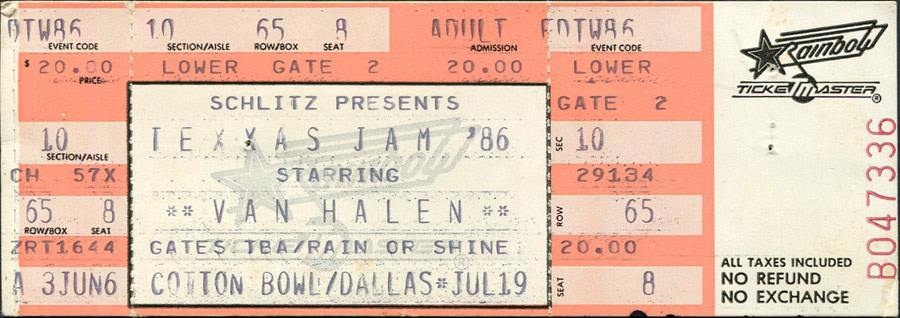 DTW86 10 65 8 ADULT EDTW86
EVENT CODE SECTION/AISLE ROW/BOX SEAT ADMISSION EVENT CODE
$ 20.00 LOWER GATE 2 20.00 LOWER
PRICE
Rainbow
TICKETMASTER®
SCHLITZ PRESENTS
GATE 2
10
SECTION/AISLE
TEXXAS JAM '86
SEC 10
CH 57X
STARRING
29134
65 8
ROW/BOX SEAT
** VAN HALEN **
ROW 65
ZRT1644
GATES TBA/RAIN OR SHINE
20.00
A 3JUN6
COTTON BOWL/DALLAS*JUL19
SEAT 8
ALL TAXES INCLUDED
NO REFUND
NO EXCHANGE
B047336